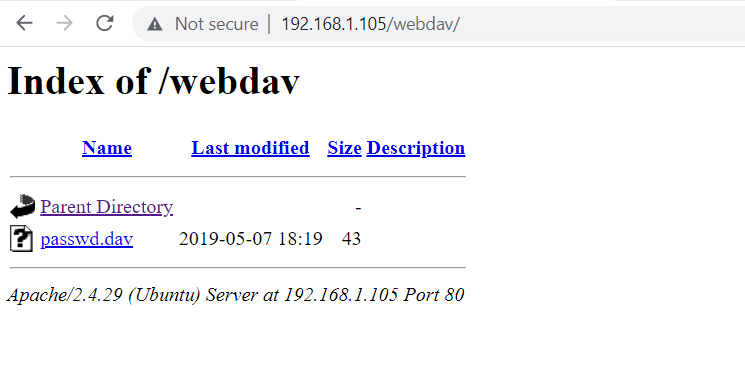 Not secure | 192.168.1.105/webdav/
Index of /webdav
Name Last modified Size Description
Parent Directory -
passwd.dav 2019-05-07 18:19 43
Apache/2.4.29 (Ubuntu) Server at 192.168.1.105 Port 80